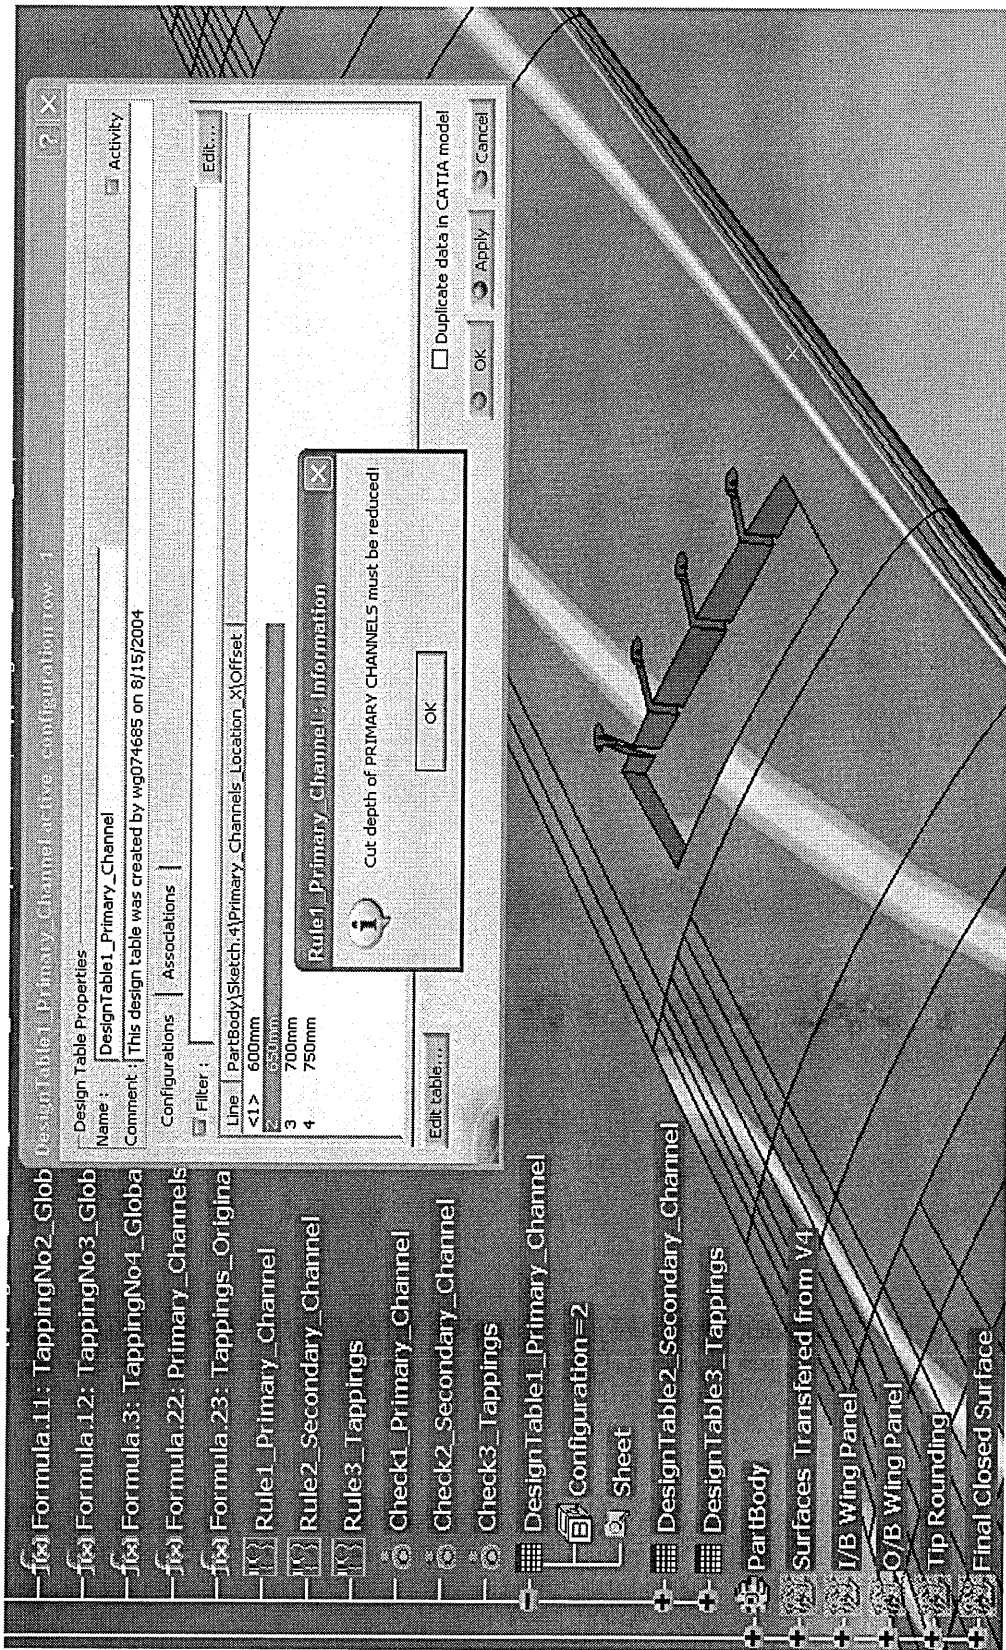 Formula.11: TappingNo2_Glob
Formula.12: TappingNo3_Glob
Formula.3: TappingNo4_Globa
Formula.22: Primary_Channels
Formula.23: Tappings_Origina
Rule1_Primary_Channel
Rule2_Secondary_Channel
Rule3_Tappings
Check1_Primary_Channel
Check2_Secondary_Channel
Check3_Tappings
DesignTable1_Primary_Channel
Configuration=2
Sheet
DesignTable2_Secondary_Channel
DesignTable3_Tappings
PartBody
Surfaces Transfered from V4
I/B Wing Panel
O/B Wing Panel
Tip Rounding
Final Closed Surface
DesignTable1_Primary_Channel active, configuration row : 1
Design Table Properties
Name : DesignTable1_Primary_Channel
Activity
Comment : This design table was created by wg074685 on 8/15/2004
Configurations Associations
Filter : Edit...
Line PartBody\Sketch.4\Primary_Channels_Location_X\Offset
<1> 600mm
2 650mm
3 700mm
4 750mm
Edit table...
Duplicate data in CATIA model
OK Apply Cancel
Rule1_Primary_Channel : Information
Cut depth of PRIMARY CHANNELS must be reduced!
OK